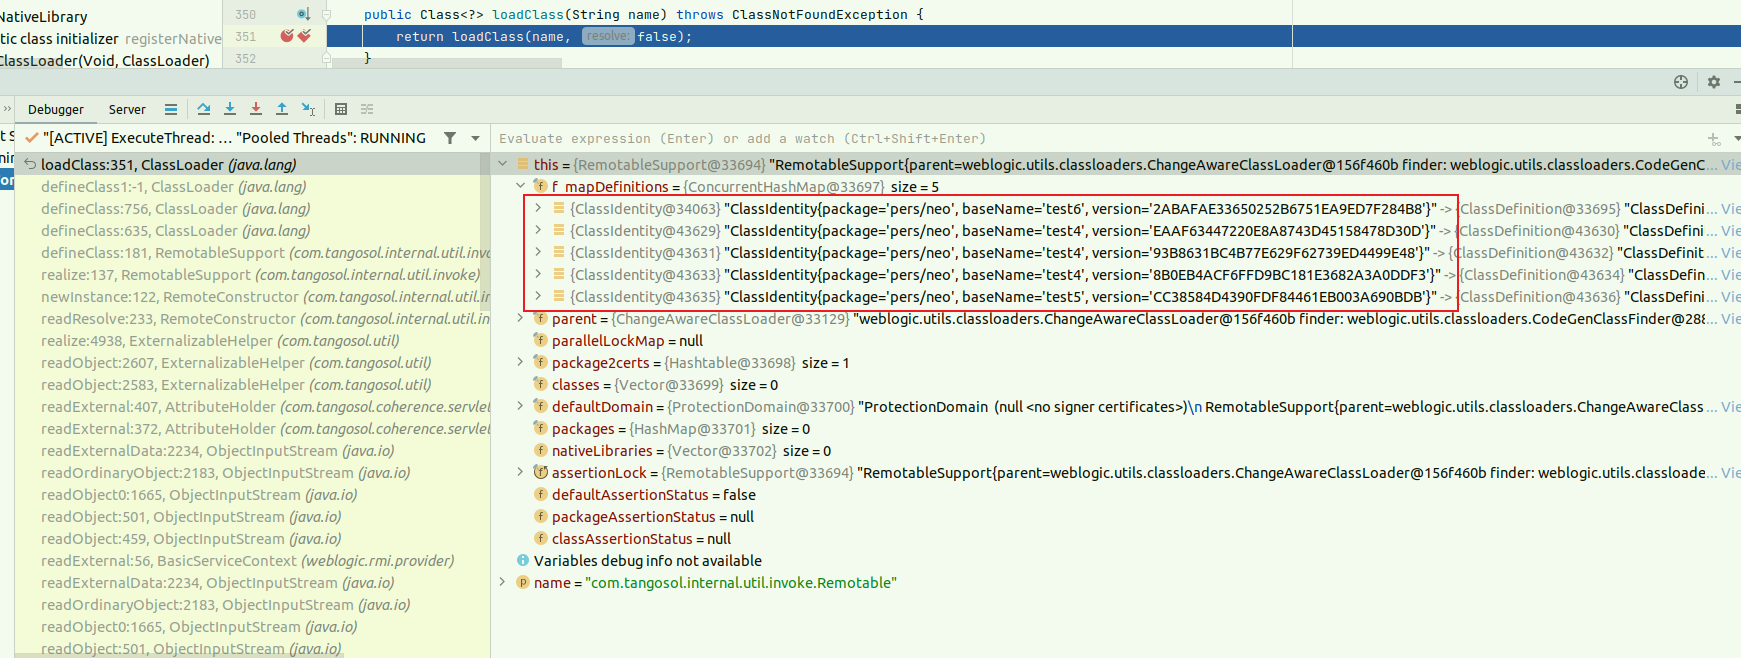 NativeLibrary
tic class initializer registerNative
ClassLoader(Void, ClassLoader)
350 public Class<?> loadClass(String name) throws ClassNotFoundException {
351 return loadClass(name, resolve: false);
352 }
Debugger Server
"[ACTIVE] ExecuteThread: ... "Pooled Threads": RUNNING
Evaluate expression (Enter) or add a watch (Ctrl+Shift+Enter)
loadClass:351, ClassLoader (java.lang)
defineClass1:-1, ClassLoader (java.lang)
defineClass:756, ClassLoader (java.lang)
defineClass:635, ClassLoader (java.lang)
defineClass:181, RemotableSupport (com.tangosol.internal.util.invo
realize:137, RemotableSupport (com.tangosol.internal.util.invoke)
newInstance:122, RemoteConstructor (com.tangosol.internal.util.in
readResolve:233, RemoteConstructor (com.tangosol.internal.util.in
realize:4938, ExternalizableHelper (com.tangosol.util)
readObject:2607, ExternalizableHelper (com.tangosol.util)
readObject:2583, ExternalizableHelper (com.tangosol.util)
readExternal:407, AttributeHolder (com.tangosol.coherence.servlet
readExternal:372, AttributeHolder (com.tangosol.coherence.servlet
readExternalData:2234, ObjectInputStream (java.io)
readOrdinaryObject:2183, ObjectInputStream (java.io)
readObject0:1665, ObjectInputStream (java.io)
readObject:501, ObjectInputStream (java.io)
readObject:459, ObjectInputStream (java.io)
readExternal:56, BasicServiceContext (weblogic.rmi.provider)
readExternalData:2234, ObjectInputStream (java.io)
readOrdinaryObject:2183, ObjectInputStream (java.io)
readObject0:1665, ObjectInputStream (java.io)
readObject:501, ObjectInputStream (java.io)
this = {RemotableSupport@33694} "RemotableSupport{parent=weblogic.utils.classloaders.ChangeAwareClassLoader@156f460b finder: weblogic.utils.classloaders.CodeGenC... Vie
f_mapDefinitions = {ConcurrentHashMap@33697} size = 5
{ClassIdentity@34063} "ClassIdentity{package='pers/neo', baseName='test6', version='2ABAFAE33650252B6751EA9ED7F284B8'}" -> {ClassDefinition@33695} "ClassDefini... Vie
{ClassIdentity@43629} "ClassIdentity{package='pers/neo', baseName='test4', version='EAAF63447220E8A8743D45158478D30D'}" -> {ClassDefinition@43630} "ClassDefini... Vie
{ClassIdentity@43631} "ClassIdentity{package='pers/neo', baseName='test4', version='93B8631BC4B77E629F62739ED4499E48'}" -> {ClassDefinition@43632} "ClassDefinit... Vie
{ClassIdentity@43633} "ClassIdentity{package='pers/neo', baseName='test4', version='8B0EB4ACF6FFD9BC181E3682A3A0DDF3'}" -> {ClassDefinition@43634} "ClassDefin... Vie
{ClassIdentity@43635} "ClassIdentity{package='pers/neo', baseName='test5', version='CC38584D4390FDF84461EB003A690BDB'}" -> {ClassDefinition@43636} "ClassDefini... Vie
parent = {ChangeAwareClassLoader@33129} "weblogic.utils.classloaders.ChangeAwareClassLoader@156f460b finder: weblogic.utils.classloaders.CodeGenClassFinder@288... Vie
parallelLockMap = null
package2certs = {Hashtable@33698} size = 1
classes = {Vector@33699} size = 0
defaultDomain = {ProtectionDomain@33700} "ProtectionDomain (null <no signer certificates>)\n RemotableSupport{parent=weblogic.utils.classloaders.ChangeAwareClass... Vie
packages = {HashMap@33701} size = 0
nativeLibraries = {Vector@33702} size = 0
assertionLock = {RemotableSupport@33694} "RemotableSupport{parent=weblogic.utils.classloaders.ChangeAwareClassLoader@156f460b finder: weblogic.utils.classloade... Vie
defaultAssertionStatus = false
packageAssertionStatus = null
classAssertionStatus = null
Variables debug info not available
name = "com.tangosol.internal.util.invoke.Remotable"